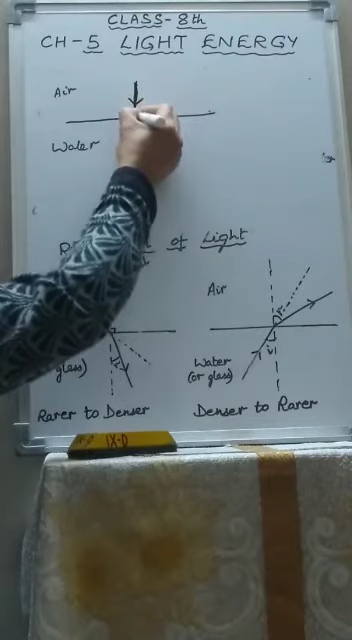 CLASS-8th
CH-5 LIGHT ENERGY
Air
Water
of Light
Air
glass)
i
r
Water
(or glass)
Rarer to Denser
Denser to Rarer
IX-D